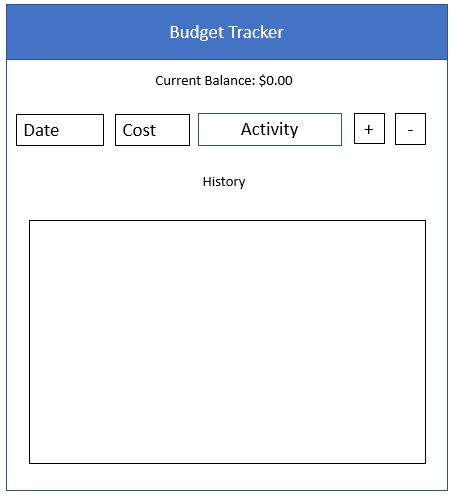 Budget Tracker
Current Balance: $0.00
Date Cost Activity + -
History